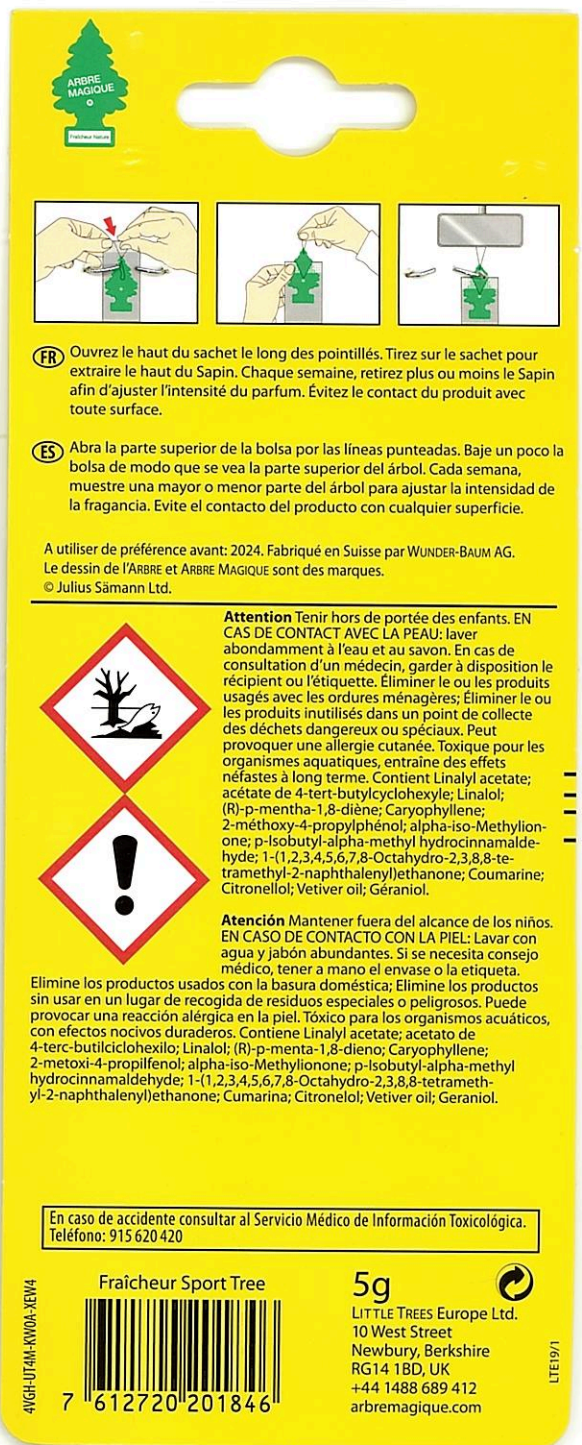 ARBRE
MAGIQUE
Fraîcheur Nature
FR Ouvrez le haut du sachet le long des pointillés. Tirez sur le sachet pour
extraire le haut du Sapin. Chaque semaine, retirez plus ou moins le Sapin
afin d'ajuster l'intensité du parfum. Évitez le contact du produit avec
toute surface.
ES Abra la parte superior de la bolsa por las líneas punteadas. Baje un poco la
bolsa de modo que se vea la parte superior del árbol. Cada semana,
muestre una mayor o menor parte del árbol para ajustar la intensidad de
la fragancia. Evite el contacto del producto con cualquier superficie.
A utiliser de préférence avant: 2024. Fabriqué en Suisse par WUNDER-BAUM AG.
Le dessin de l'ARBRE et ARBRE MAGIQUE sont des marques.
© Julius Sämann Ltd.
Attention Tenir hors de portée des enfants. EN
CAS DE CONTACT AVEC LA PEAU: laver
abondamment à l'eau et au savon. En cas de
consultation d'un médecin, garder à disposition le
récipient ou l'étiquette. Éliminer le ou les produits
usagés avec les ordures ménagères; Éliminer le ou
les produits inutilisés dans un point de collecte
des déchets dangereux ou spéciaux. Peut
provoquer une allergie cutanée. Toxique pour les
organismes aquatiques, entraîne des effets
néfastes à long terme. Contient Linalyl acetate;
acétate de 4-tert-butylcyclohexyle; Linalol;
(R)-p-mentha-1,8-diène; Caryophyllene;
2-méthoxy-4-propylphénol; alpha-iso-Methylion-
one; p-Isobutyl-alpha-methyl hydrocinnamalde-
hyde; 1-(1,2,3,4,5,6,7,8-Octahydro-2,3,8,8-te-
tramethyl-2-naphthalenyl)ethanone; Coumarine;
Citronellol; Vetiver oil; Géraniol.
Atención Mantener fuera del alcance de los niños.
EN CASO DE CONTACTO CON LA PIEL: Lavar con
agua y jabón abundantes. Si se necesita consejo
médico, tener a mano el envase o la etiqueta.
Elimine los productos usados con la basura doméstica; Elimine los productos
sin usar en un lugar de recogida de residuos especiales o peligrosos. Puede
provocar una reacción alérgica en la piel. Tóxico para los organismos acuáticos,
con efectos nocivos duraderos. Contiene Linalyl acetate; acetato de
4-terc-butilciclohexilo; Linalol; (R)-p-menta-1,8-dieno; Caryophyllene;
2-metoxi-4-propilfenol; alpha-iso-Methylionone; p-Isobutyl-alpha-methyl
hydrocinnamaldehyde; 1-(1,2,3,4,5,6,7,8-Octahydro-2,3,8,8-tetrameth-
yl-2-naphthalenyl)ethanone; Cumarina; Citronelol; Vetiver oil; Geraniol.
En caso de accidente consultar al Servicio Médico de Información Toxicológica.
Teléfono: 915 620 420
4VGH-UT4M-KW0A-XEW4
Fraîcheur Sport Tree
7 612720 201846
5g
LITTLE TREES Europe Ltd.
10 West Street
Newbury, Berkshire
RG14 1BD, UK
+44 1488 689 412
arbremagique.com
LTE19/1